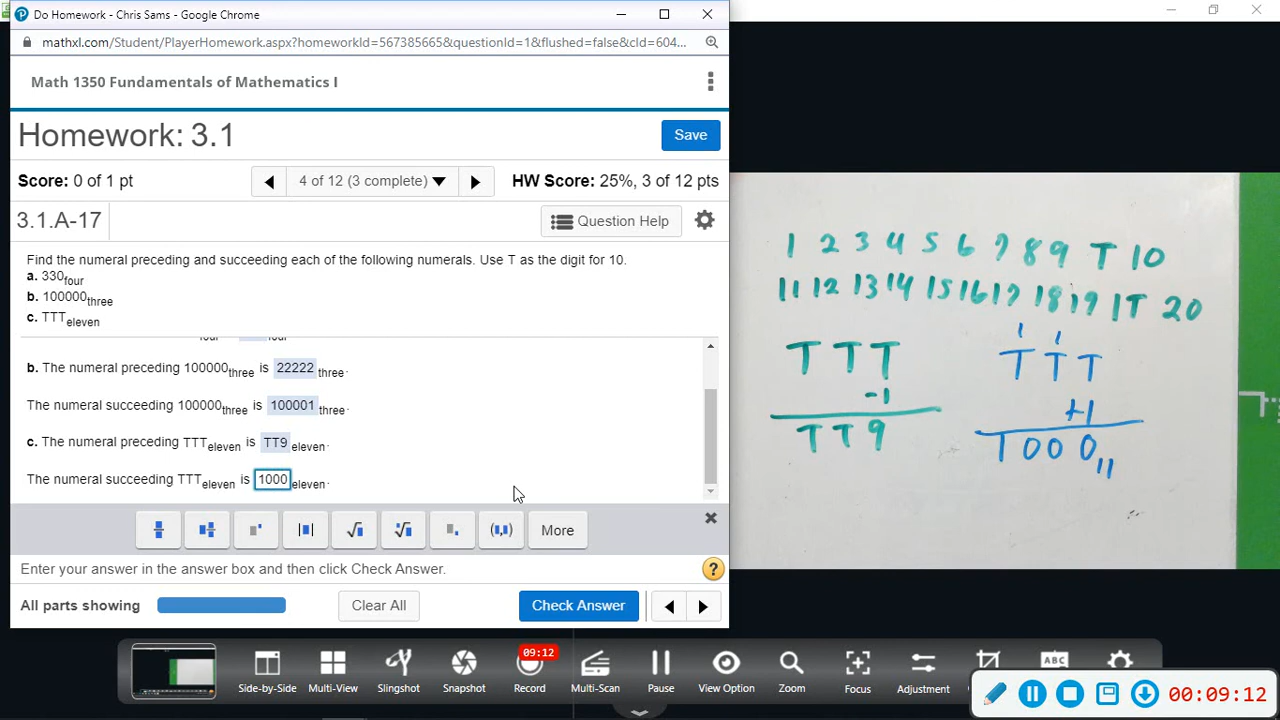 Do Homework - Chris Sams - Google Chrome
mathxl.com/Student/PlayerHomework.aspx?homeworkId=567385665&questionId=1&flushed=false&cId=604...
Math 1350 Fundamentals of Mathematics I
Homework: 3.1
Save
Score: 0 of 1 pt
4 of 12 (3 complete)
HW Score: 25%, 3 of 12 pts
3.1.A-17
Question Help
Find the numeral preceding and succeeding each of the following numerals. Use T as the digit for 10.
a. 330four
b. 100000three
c. TTTeleven
four four
b. The numeral preceding 100000three is 22222 three.
The numeral succeeding 100000three is 100001 three.
c. The numeral preceding TTTeleven is TT9 eleven.
The numeral succeeding TTTeleven is 1000 eleven.
More
Enter your answer in the answer box and then click Check Answer.
?
All parts showing
Clear All
Check Answer
1 2 3 4 5 6 7 8 9 T 10
11 12 13 14 15 16 17 18 19 1T 20
T T T
-1
T T 9
1 1
T T T
+1
T 0 0 0 11
Side-by-Side
Multi-View
Slingshot
Snapshot
09:12
Record
Multi-Scan
Pause
View Option
Zoom
Focus
Adjustment
ABC
00:09:12